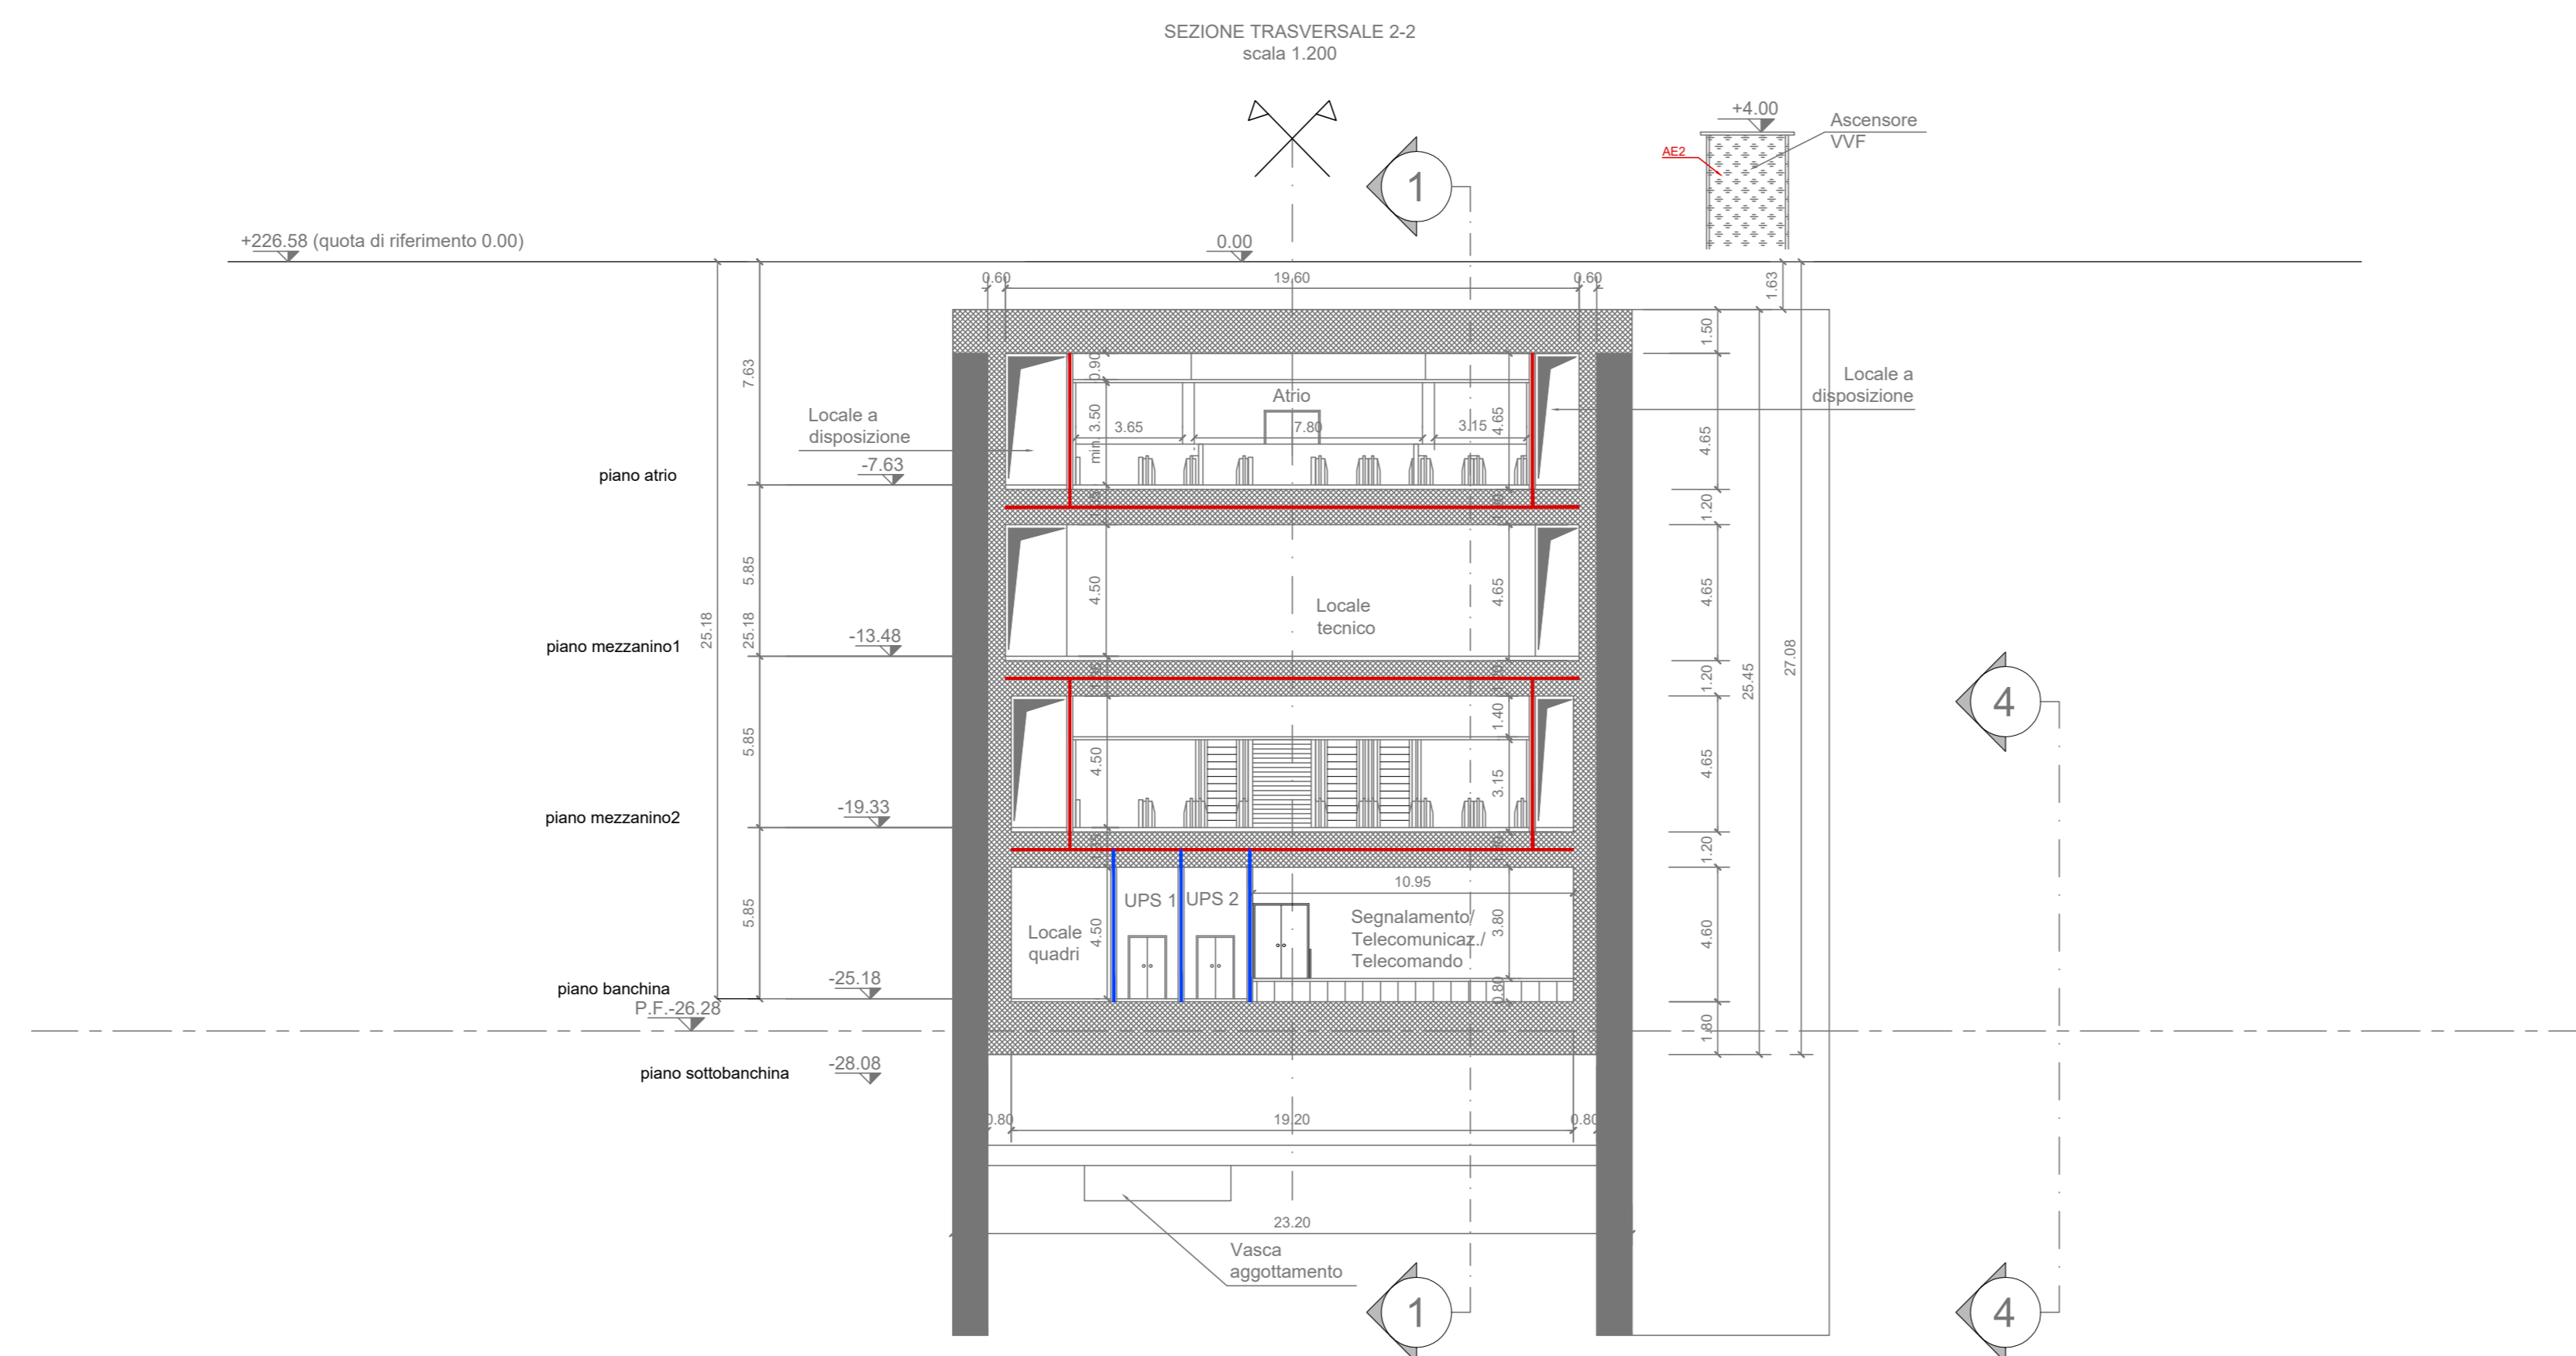 SEZIONE TRASVERSALE 2-2
scala 1.200
+4.00
Ascensore
VVF
AE2
1
+226.58 (quota di riferimento 0.00)
0.00
0.60
19.60
0.60
1.63
1.50
7.63
0.90
Atrio
Locale a
disposizione
Locale a
disposizione
min. 3.50
3.65
7.80
3.15
4.65
4.65
piano atrio
-7.63
1.20
5.85
4.50
4.65
4.65
Locale
tecnico
25.18
25.18
piano mezzanino1
-13.48
27.08
25.45
1.20
4
1.40
5.85
4.50
4.65
3.15
piano mezzanino2
-19.33
1.20
10.95
UPS 1
UPS 2
5.85
Locale
quadri
4.50
Segnalamento/
Telecomunicaz./
Telecomando
3.80
4.60
0.80
piano banchina
-25.18
P.F.-26.28
1.80
piano sottobanchina
-28.08
0.80
19.20
0.80
23.20
Vasca
aggottamento
1
4